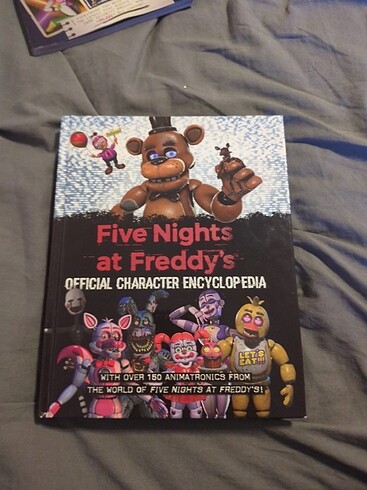 Five Nights
at Freddy's
OFFICIAL CHARACTER ENCYCLOPEDIA
LET'S
EAT!!!
WITH OVER 150 ANIMATRONICS FROM
THE WORLD OF FIVE NIGHTS AT FREDDY'S!